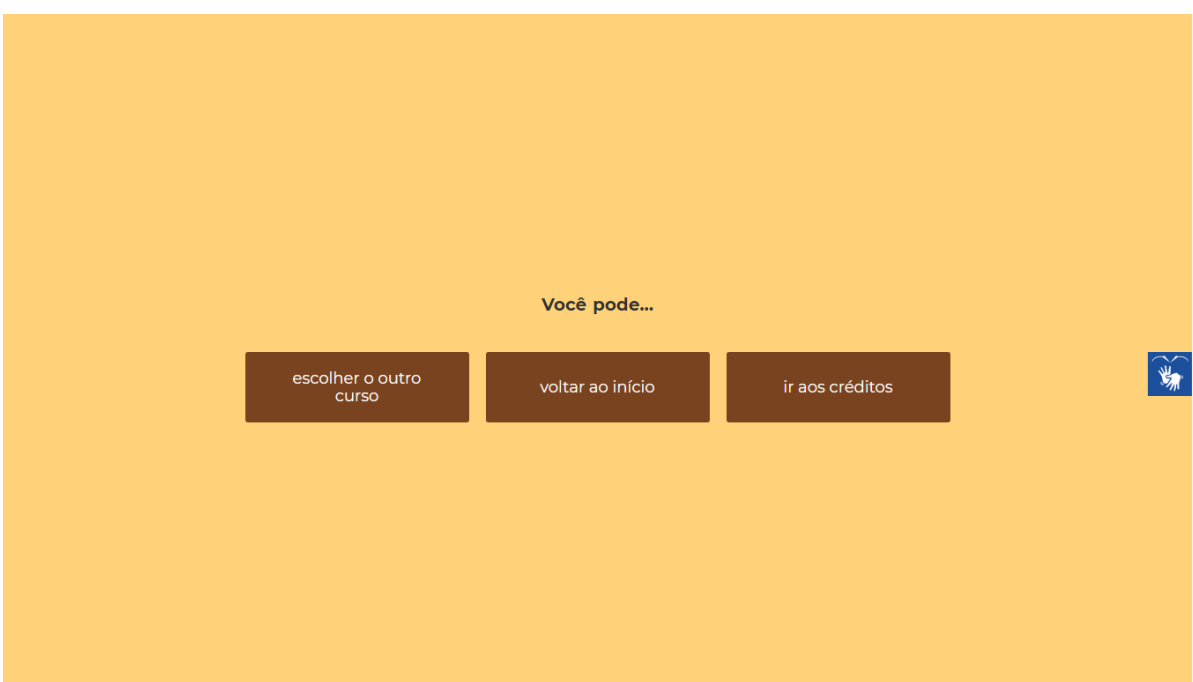 Você pode...
escolher o outro
curso
voltar ao início
ir aos créditos